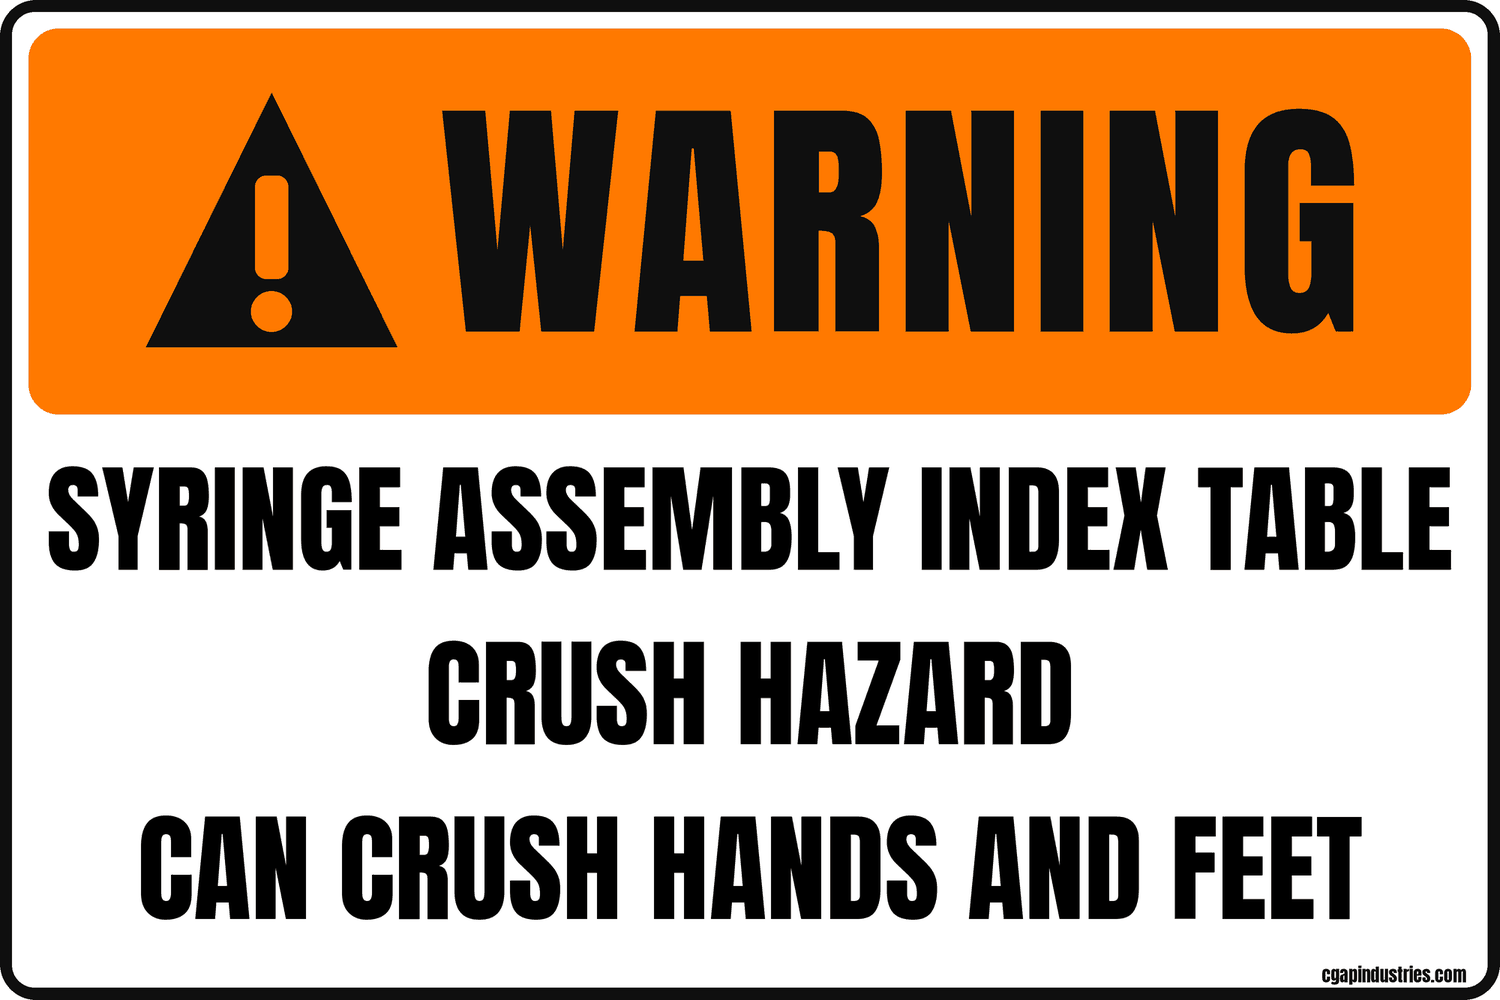 WARNING
SYRINGE ASSEMBLY INDEX TABLE
CRUSH HAZARD
CAN CRUSH HANDS AND FEET
cgapindustries.com